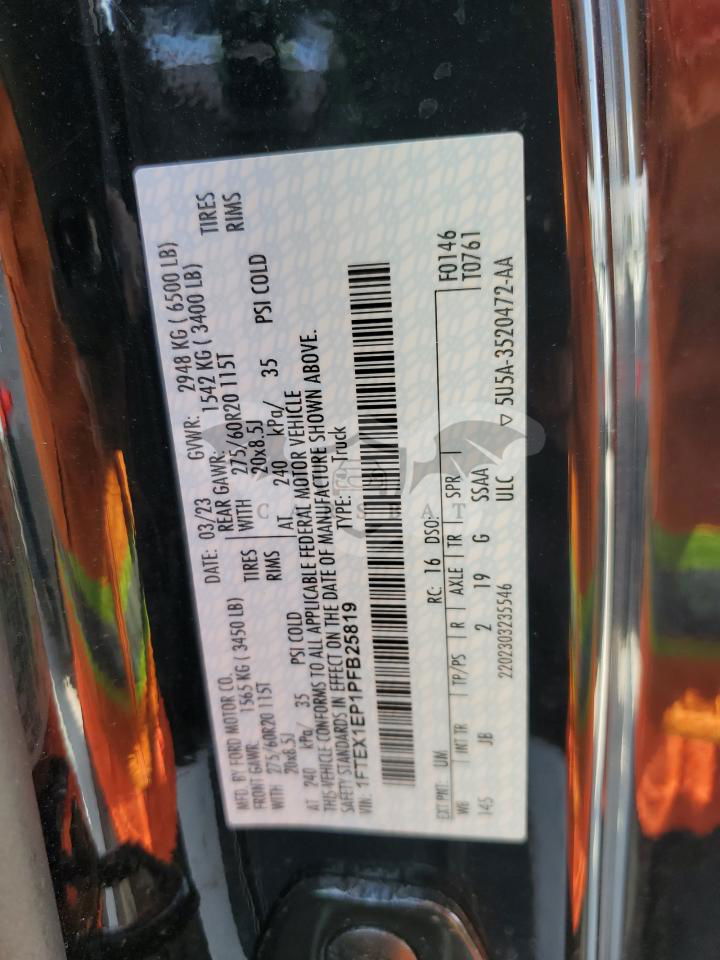 MFD. BY FORD MOTOR CO.
DATE: 03/23 GVWR: 2948 KG ( 6500 LB)
FRONT GAWR: 1565 KG ( 3450 LB)
REAR GAWR: 1542 KG ( 3400 LB)
WITH 275/60R20 115T TIRES
WITH 275/60R20 115T TIRES
20x8.5J RIMS
20x8.5J RIMS
AT 240 kPa/ 35 PSI COLD
AT 240 kPa/ 35 PSI COLD
THIS VEHICLE CONFORMS TO ALL APPLICABLE FEDERAL MOTOR VEHICLE
SAFETY STANDARDS IN EFFECT ON THE DATE OF MANUFACTURE SHOWN ABOVE.
VIN: 1FTEX1EP1PFB25819 TYPE: Truck
EXT PNT: UM RC: 16 DSO: F0146
WB INT TR TP/PS R AXLE TR SPR T0761
145 JB 2 19 G SSAA
2202303235546 ULC ▽ 5U5A-3520472-AA